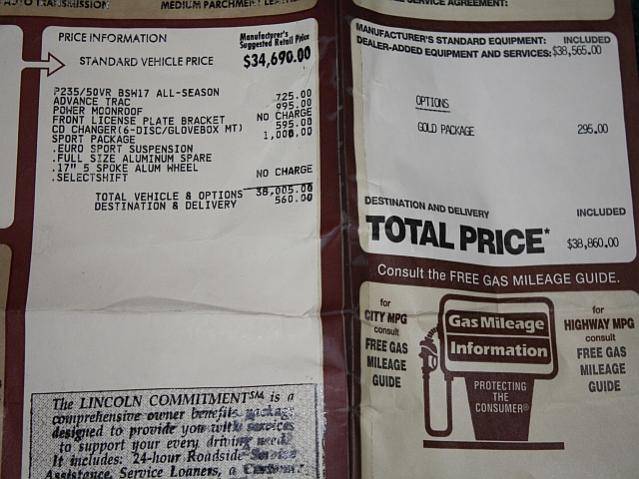 TRANSMISSION
MEDIUM PARCHMENT
PRICE INFORMATION
Manufacturer's
Suggested Retail Price
STANDARD VEHICLE PRICE $34,690.00
P235/50VR BSW17 ALL-SEASON
ADVANCE TRAC 725.00
POWER MOONROOF 995.00
FRONT LICENSE PLATE BRACKET NO CHARGE
CD CHANGER(6-DISC/GLOVEBOX MT) 595.00
SPORT PACKAGE 1,000.00
.EURO SPORT SUSPENSION
.FULL SIZE ALUMINUM SPARE
.17" 5 SPOKE ALUM WHEEL
.SELECTSHIFT NO CHARGE
TOTAL VEHICLE & OPTIONS 38,005.00
DESTINATION & DELIVERY 560.00
The LINCOLN COMMITMENT℠ is a
comprehensive owner benefits package
designed to provide you with services
to support your every driving need.
It includes: 24-hour Roadside Service
Assistance, Service Loaners, a Customer
SERVICE AGREEMENT:
MANUFACTURER'S STANDARD EQUIPMENT: INCLUDED
DEALER-ADDED EQUIPMENT AND SERVICES: $38,565.00
OPTIONS
GOLD PACKAGE 295.00
DESTINATION AND DELIVERY INCLUDED
TOTAL PRICE* $38,860.00
Consult the FREE GAS MILEAGE GUIDE.
for
CITY MPG
consult
FREE GAS
MILEAGE
GUIDE
Gas Mileage
Information
PROTECTING
THE
CONSUMER®
for
HIGHWAY MPG
consult
FREE GAS
MILEAGE
GUIDE